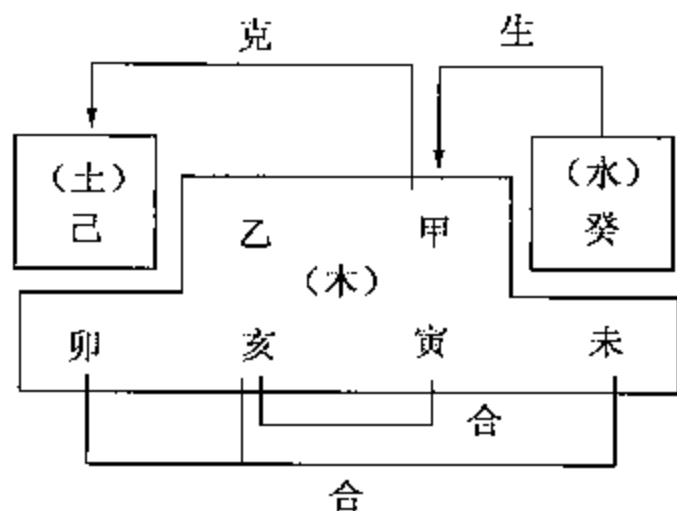 克 生
（土） （水）
己 乙 甲 癸
（木）
卯 亥 寅 未
合
合